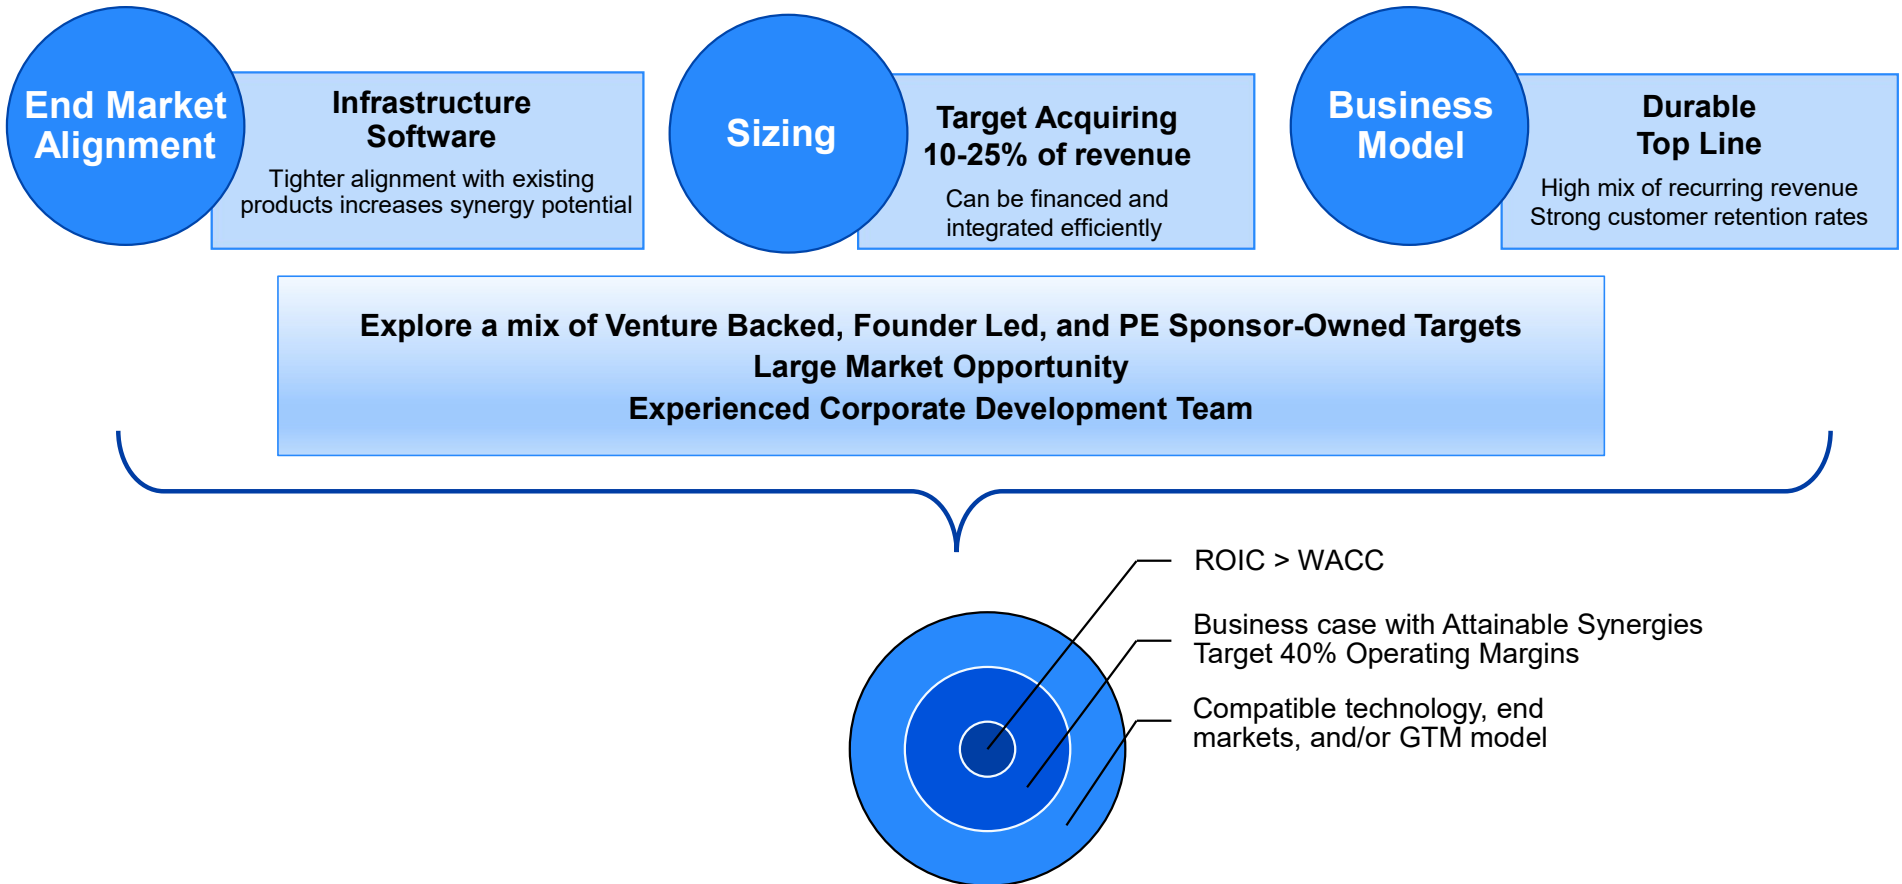 End Market
Alignment
Infrastructure
Software
Tighter alignment with existing
products increases synergy potential
Sizing
Target Acquiring
10-25% of revenue
Can be financed and
integrated efficiently
Business
Model
Durable
Top Line
High mix of recurring revenue
Strong customer retention rates
Explore a mix of Venture Backed, Founder Led, and PE Sponsor-Owned Targets
Large Market Opportunity
Experienced Corporate Development Team
ROIC > WACC
Business case with Attainable Synergies
Target 40% Operating Margins
Compatible technology, end
markets, and/or GTM model